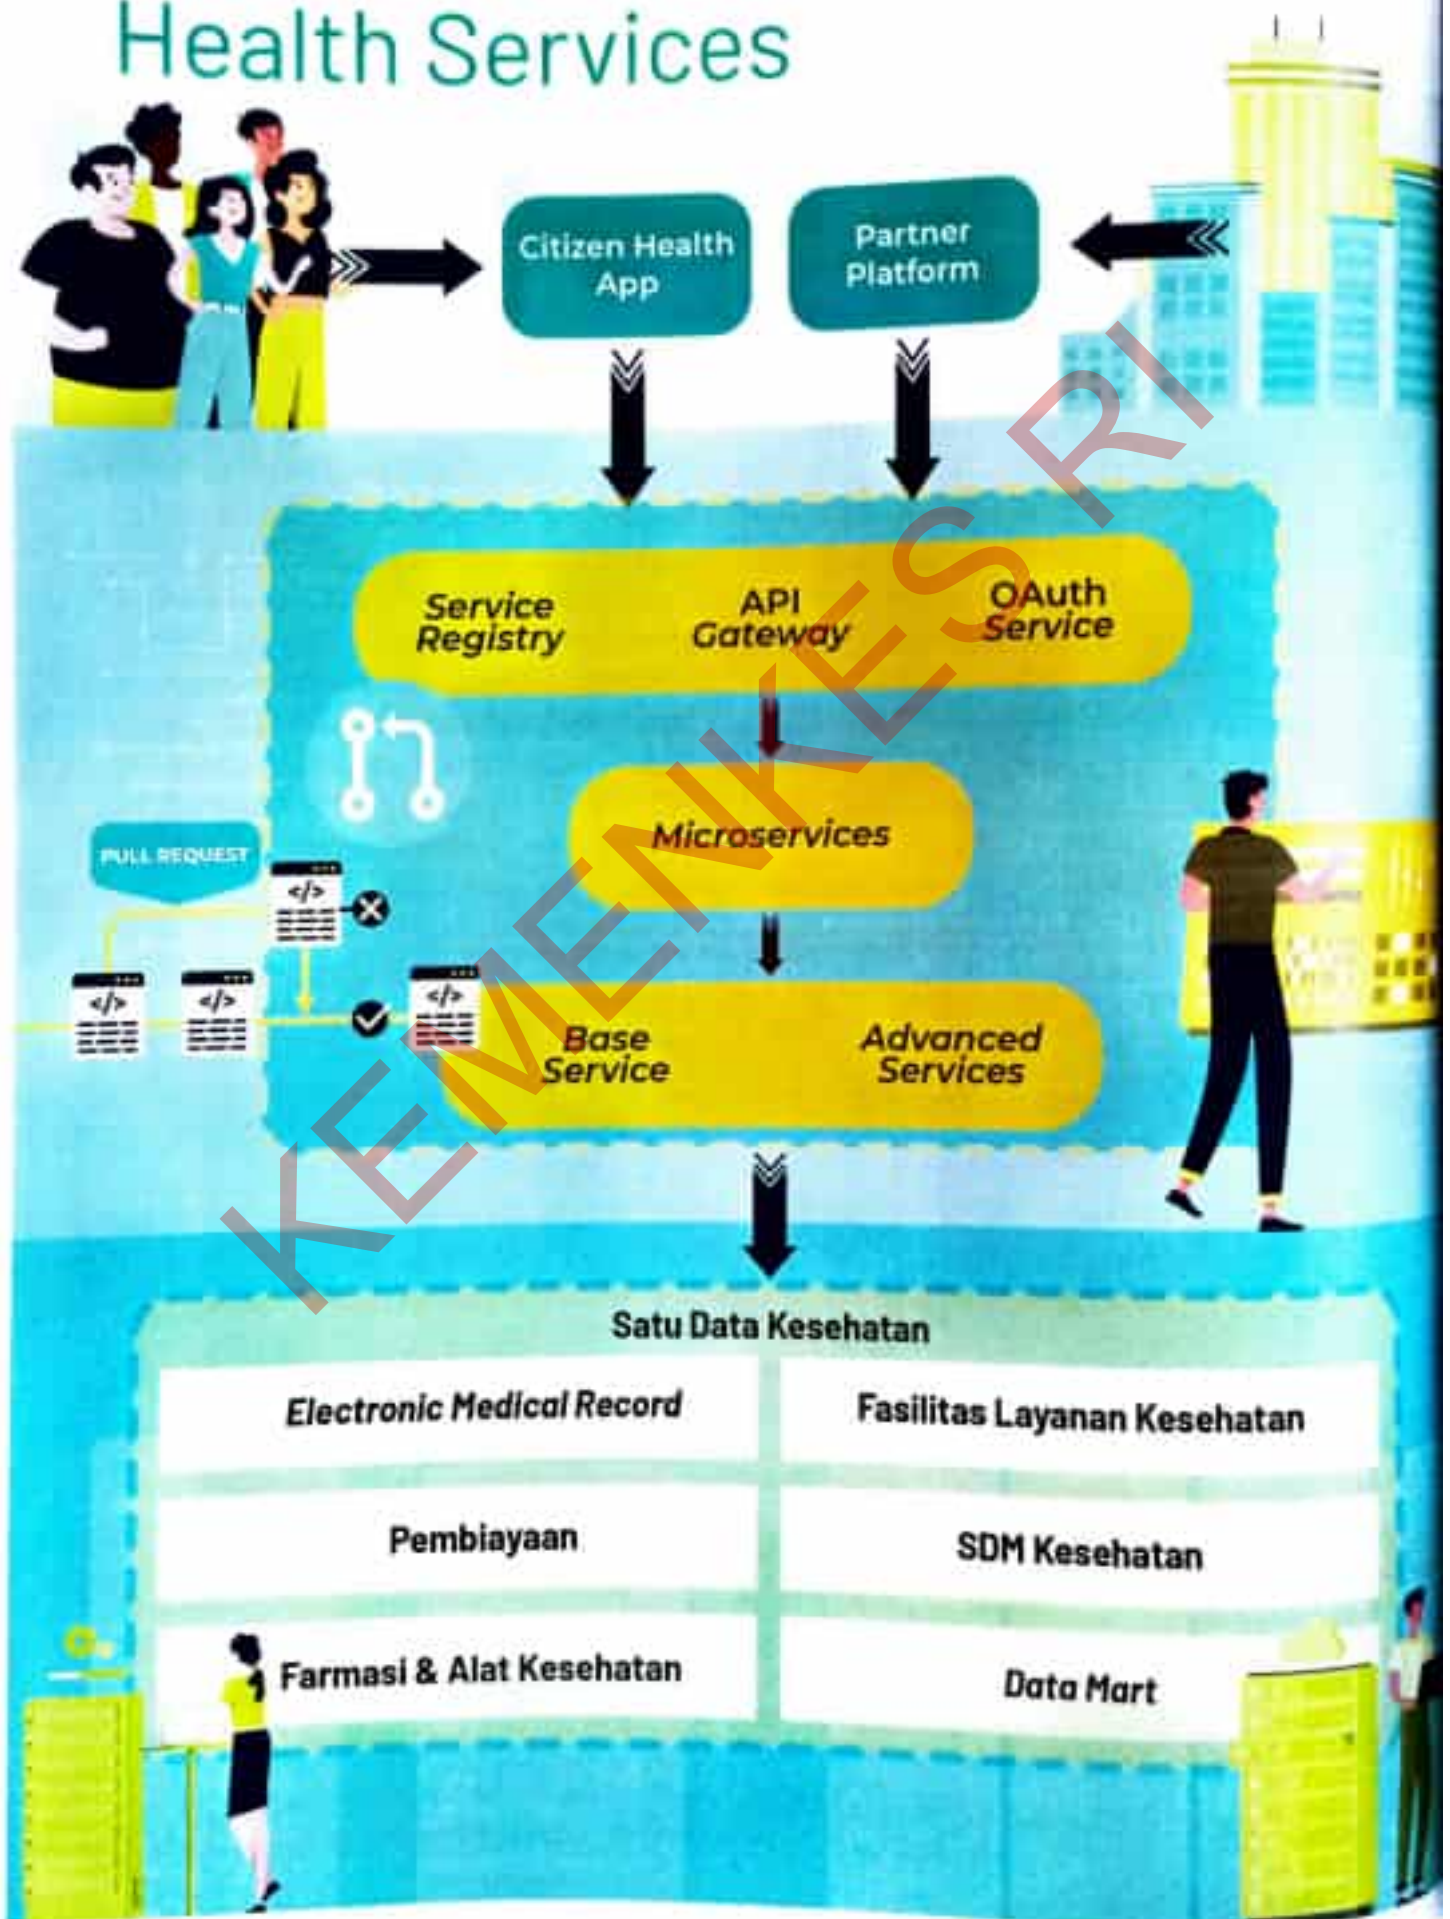 Health Services
Citizen Health
App
Partner
Platform
Service
Registry
API
Gateway
OAuth
Service
Microservices
PULL REQUEST
</>
</>
</>
</>
Base
Service
Advanced
Services
Satu Data Kesehatan
Electronic Medical Record
Fasilitas Layanan Kesehatan
Pembiayaan
SDM Kesehatan
Farmasi & Alat Kesehatan
Data Mart
KEMENKES RI